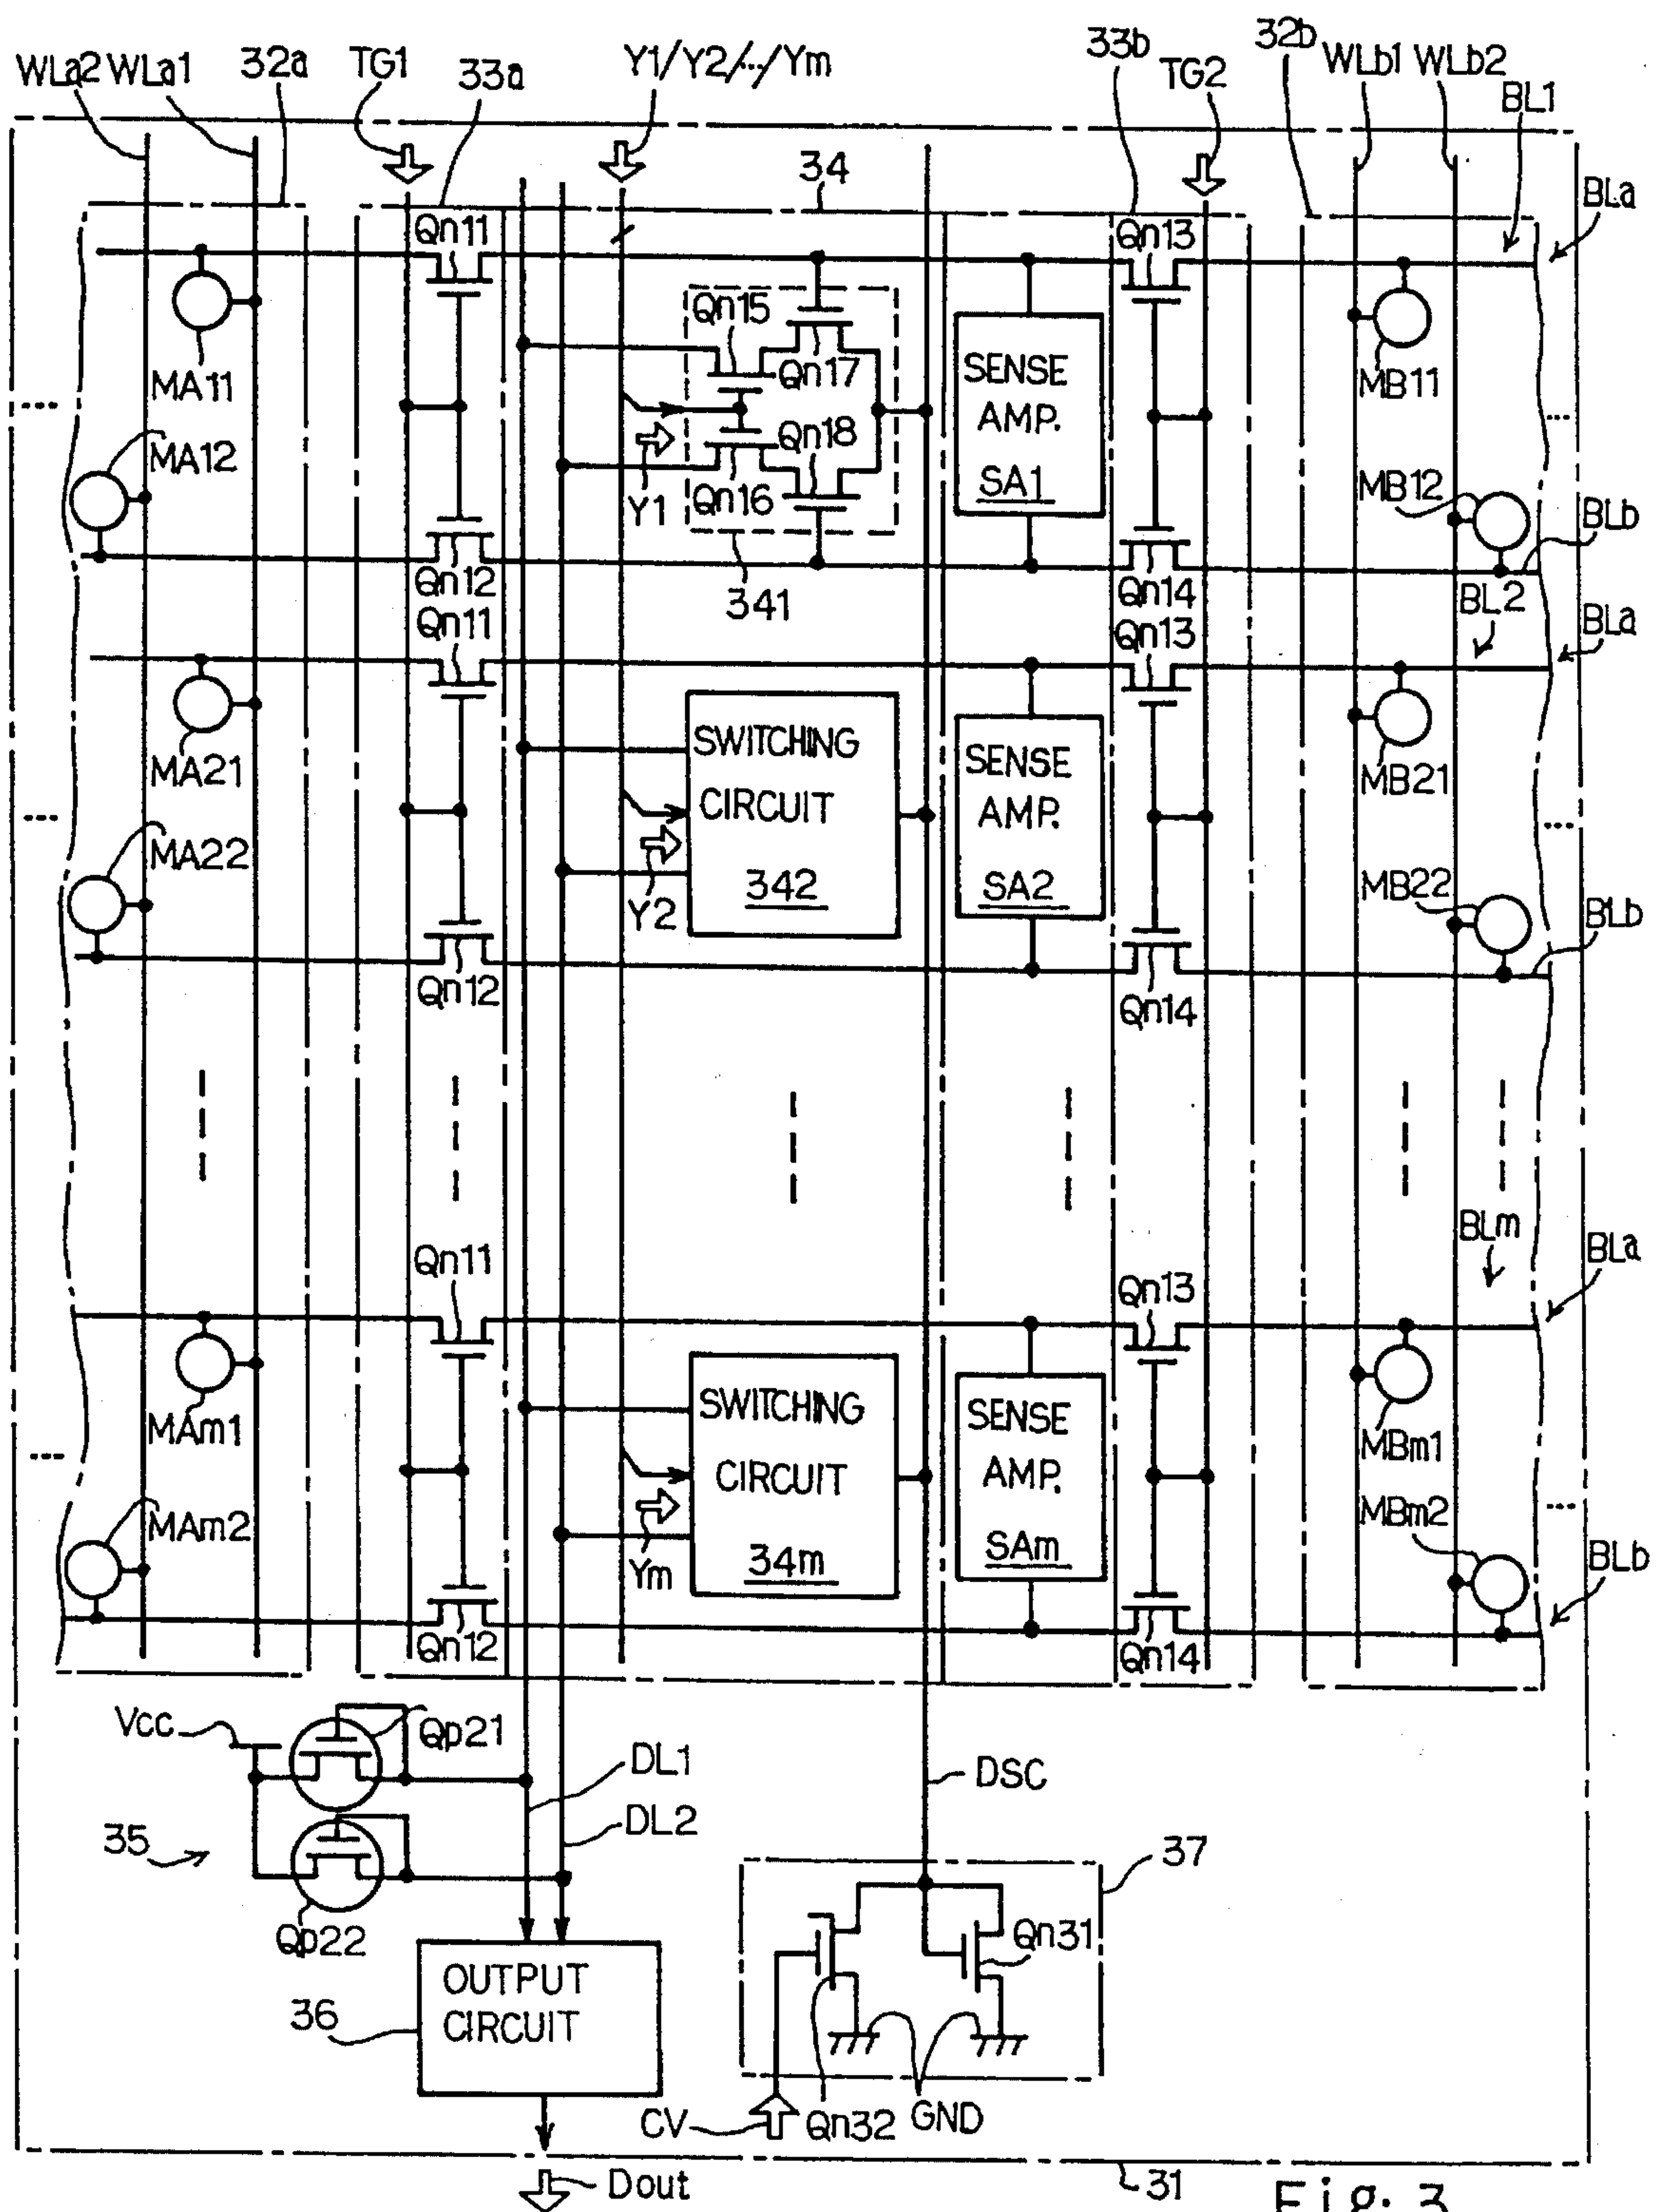 WLa2 WLa1 32a TG1 33a Y1/Y2/.../Ym 33b TG2 32b WLb1 WLb2
BL1
34
BLa
Qn11 Qn13
Qn15
MA11 Qn17 SENSE AMP. SA1 MB11
...
...
MA12 Qn18 MB12
Y1 Qn16 BLb
Qn12 341 Qn14 BL2
Qn11 Qn13 BLa
MA21 SWITCHING CIRCUIT 342 SENSE AMP. SA2 MB21
...
...
MA22 Y2 MB22
BLb
Qn12 Qn14
BLm
Qn11 Qn13 BLa
MAm1 SWITCHING CIRCUIT 34m SENSE AMP. SAm MBm1
...
...
MAm2 Ym MBm2
BLb
Qn12 Qn14
Vcc Qp21
DL1 DSC
DL2
35 37
Qp22 Qn31
OUTPUT
CIRCUIT
36
CV Qn32 GND
Dout 31
Fig. 3